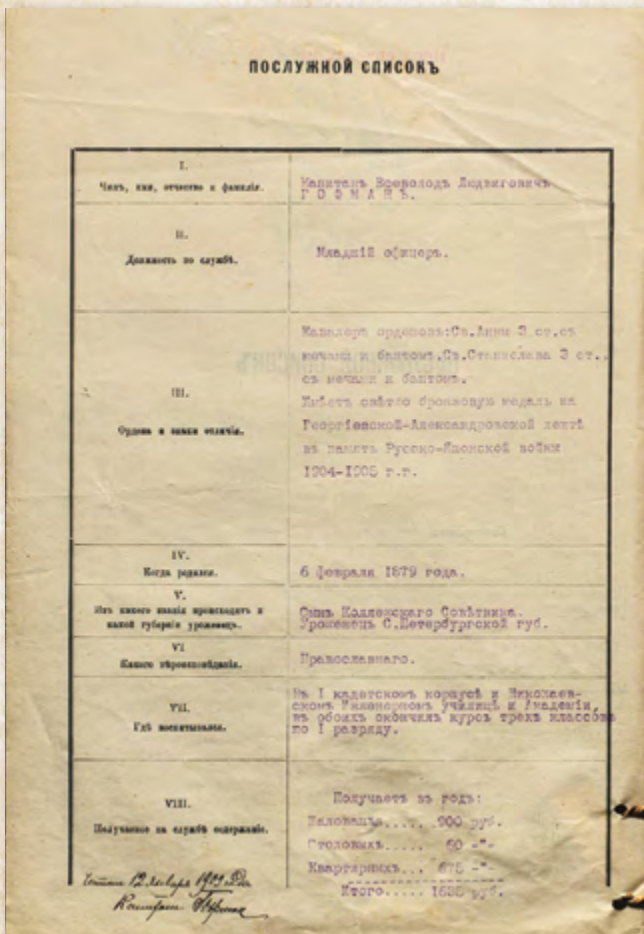 ПОСЛУЖНОЙ СПИСОКЪ
I.
Чинъ, имя, отчество и фамилія.
Капитанъ Всеволодъ Людвиговичъ
ГОФМАНЪ.
II.
Должность по службѣ.
Младшій офицеръ.
III.
Ордена и знаки отличія.
Кавалеръ орденовъ:Св.Анны 3 ст.съ
мечами и бантомъ,Св.Станислава 3 ст.,
съ мечами и бантомъ.
Имѣетъ свѣтло бронзовую медаль на
Георгіевской-Александровской лентѣ
въ память Русско-Японской войны
1904-1905 г.г.
IV.
Когда родился.
6 февраля 1879 года.
V.
Изъ какого званія происходитъ и
какой губерніи уроженецъ.
Сынъ Коллежскаго Совѣтника.
Уроженецъ С.Петербургской губ.
VI
Какого вѣроисповѣданія.
Православнаго.
VII.
Гдѣ воспитывался.
Въ I кадетскомъ корпусѣ и Николаев-
скомъ Инженерномъ училищѣ и Академіи,
въ обоихъ окончилъ курсъ трехъ классовъ
по I разряду.
VIII.
Получаемое на службѣ содержаніе.
Получаетъ въ годъ:
Жалованья..... 900 руб.
Столовыхъ..... 60 -"-
Квартирныхъ... 675 -"-
Итого..... 1635 руб.
Читалъ 12 января
Капитанъ